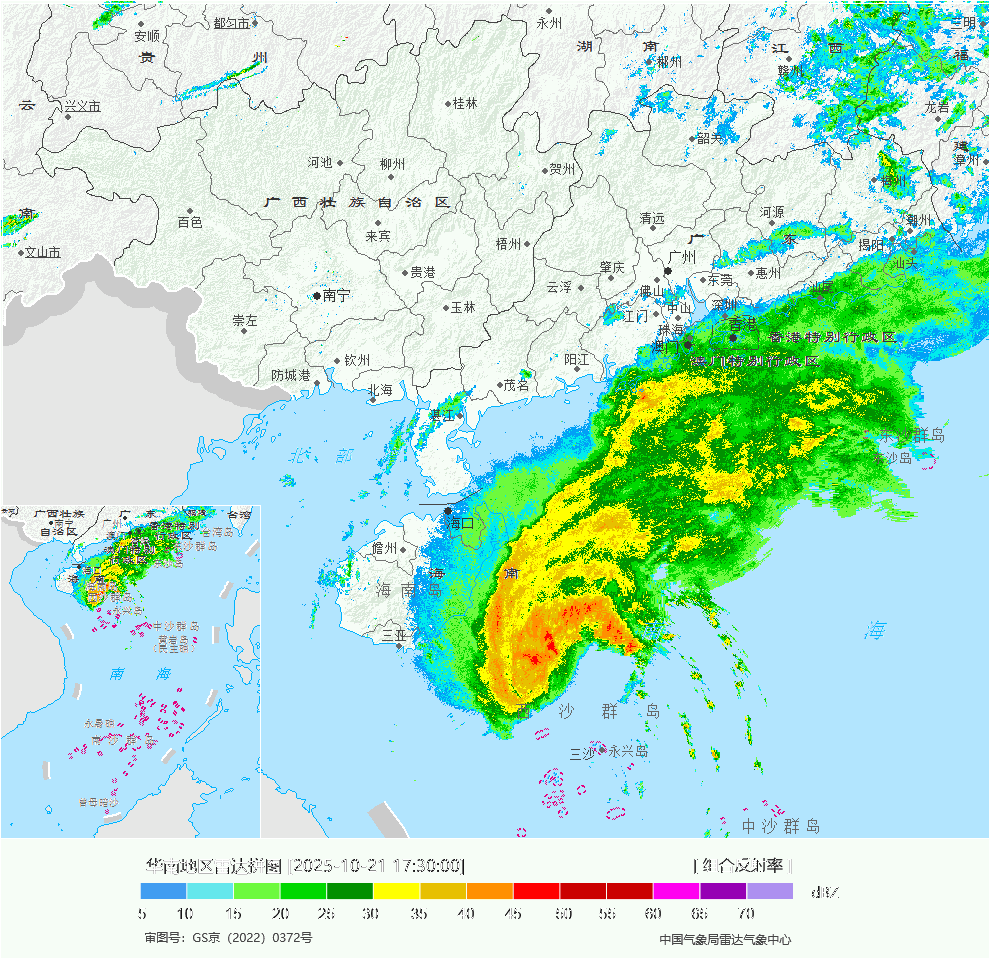 永州
三明
安顺
都匀市
贵 州
湖 南
江 西
福
郴州
赣州
云
兴义市
桂林
龙岩
韶关
建
漳州
河池
柳州
贺州
梅州
广 西 壮 族 自 治 区
南
百色
来宾
清远
河源
潮州
文山市
梧州
广 东
揭阳
广州
汕头
贵港
肇庆
惠州
东莞
云浮
佛山
汕尾
南宁
玉林
江门
中山
深圳
崇左
珠海
香港
澳门
香港特别行政区
钦州
阳江
澳门特别行政区
防城港
茂名
北海
湛江
东沙群岛
东沙岛
北 部
海口
儋州
海 南
海南岛
三亚
海
西 沙 群 岛
三沙
永兴岛
中沙群岛
广西壮族
自治区
南宁
广 东
广州
台湾
台湾岛
香港特别
行政区
东沙群岛
海 南
永兴岛
中沙群岛
黄岩岛
(民主礁)
南 海
永暑礁
南沙群岛
曾母暗沙
华南地区雷达拼图 [2025-10-21 17:30:00]
[ 组合反射率 ]
dBZ
5 10 15 20 25 30 35 40 45 50 55 60 65 70
审图号：GS京（2022）0372号
中国气象局雷达气象中心